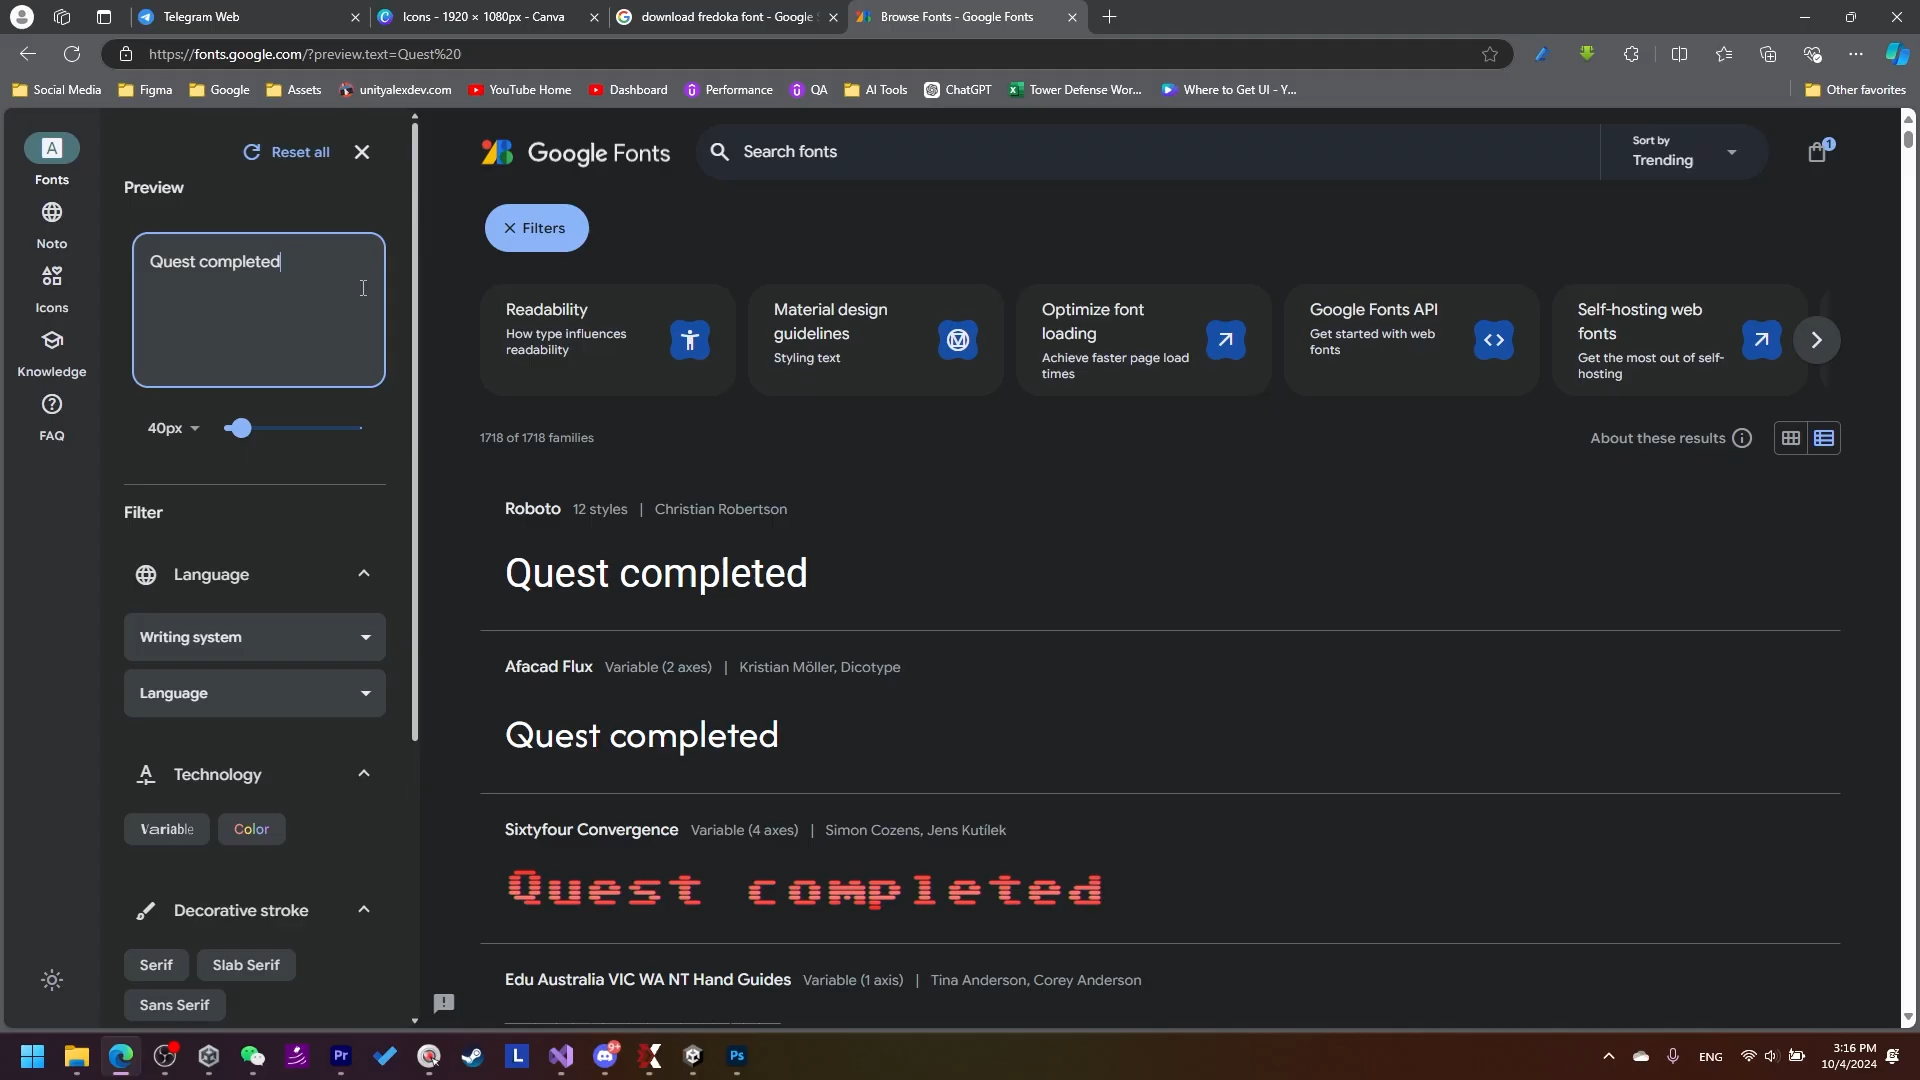 Telegram Web
Icons - 1920 × 1080px - Canva
download fredoka font - Google
Browse Fonts - Google Fonts
https://fonts.google.com/?preview.text=Quest%20
Social Media
Figma
Google
Assets
unityalexdev.com
YouTube Home
Dashboard
Performance
QA
AI Tools
ChatGPT
Tower Defense Wor...
Where to Get UI - Y...
Other favorites
Fonts
Noto
Icons
Knowledge
FAQ
Reset all
Preview
Quest completed
40px
Filter
Language
Writing system
Language
Technology
Variable
Color
Decorative stroke
Serif
Slab Serif
Sans Serif
Google Fonts
Search fonts
Sort by
Trending
1
Filters
Readability
How type influences
readability
Material design
guidelines
Styling text
Optimize font
loading
Achieve faster page load
times
Google Fonts API
Get started with web
fonts
Self-hosting web
fonts
Get the most out of self-
hosting
1718 of 1718 families
About these results
Roboto 12 styles | Christian Robertson
Quest completed
Afacad Flux Variable (2 axes) | Kristian Möller, Dicotype
Quest completed
Sixtyfour Convergence Variable (4 axes) | Simon Cozens, Jens Kutílek
Quest completed
Edu Australia VIC WA NT Hand Guides Variable (1 axis) | Tina Anderson, Corey Anderson
Pr
L
9+
Ps
ENG
3:16 PM
10/4/2024